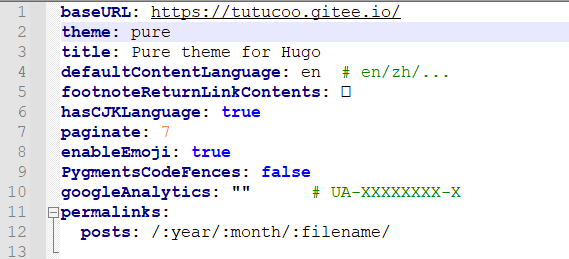 1 baseURL: https://tutucoo.gitee.io/
2 theme: pure
3 title: Pure theme for Hugo
4 defaultContentLanguage: en  # en/zh/...
5 footnoteReturnLinkContents: □
6 hasCJKLanguage: true
7 paginate: 7
8 enableEmoji: true
9 PygmentsCodeFences: false
10 googleAnalytics: ""      # UA-XXXXXXXX-X
11 permalinks:
12   posts: /:year/:month/:filename/
13